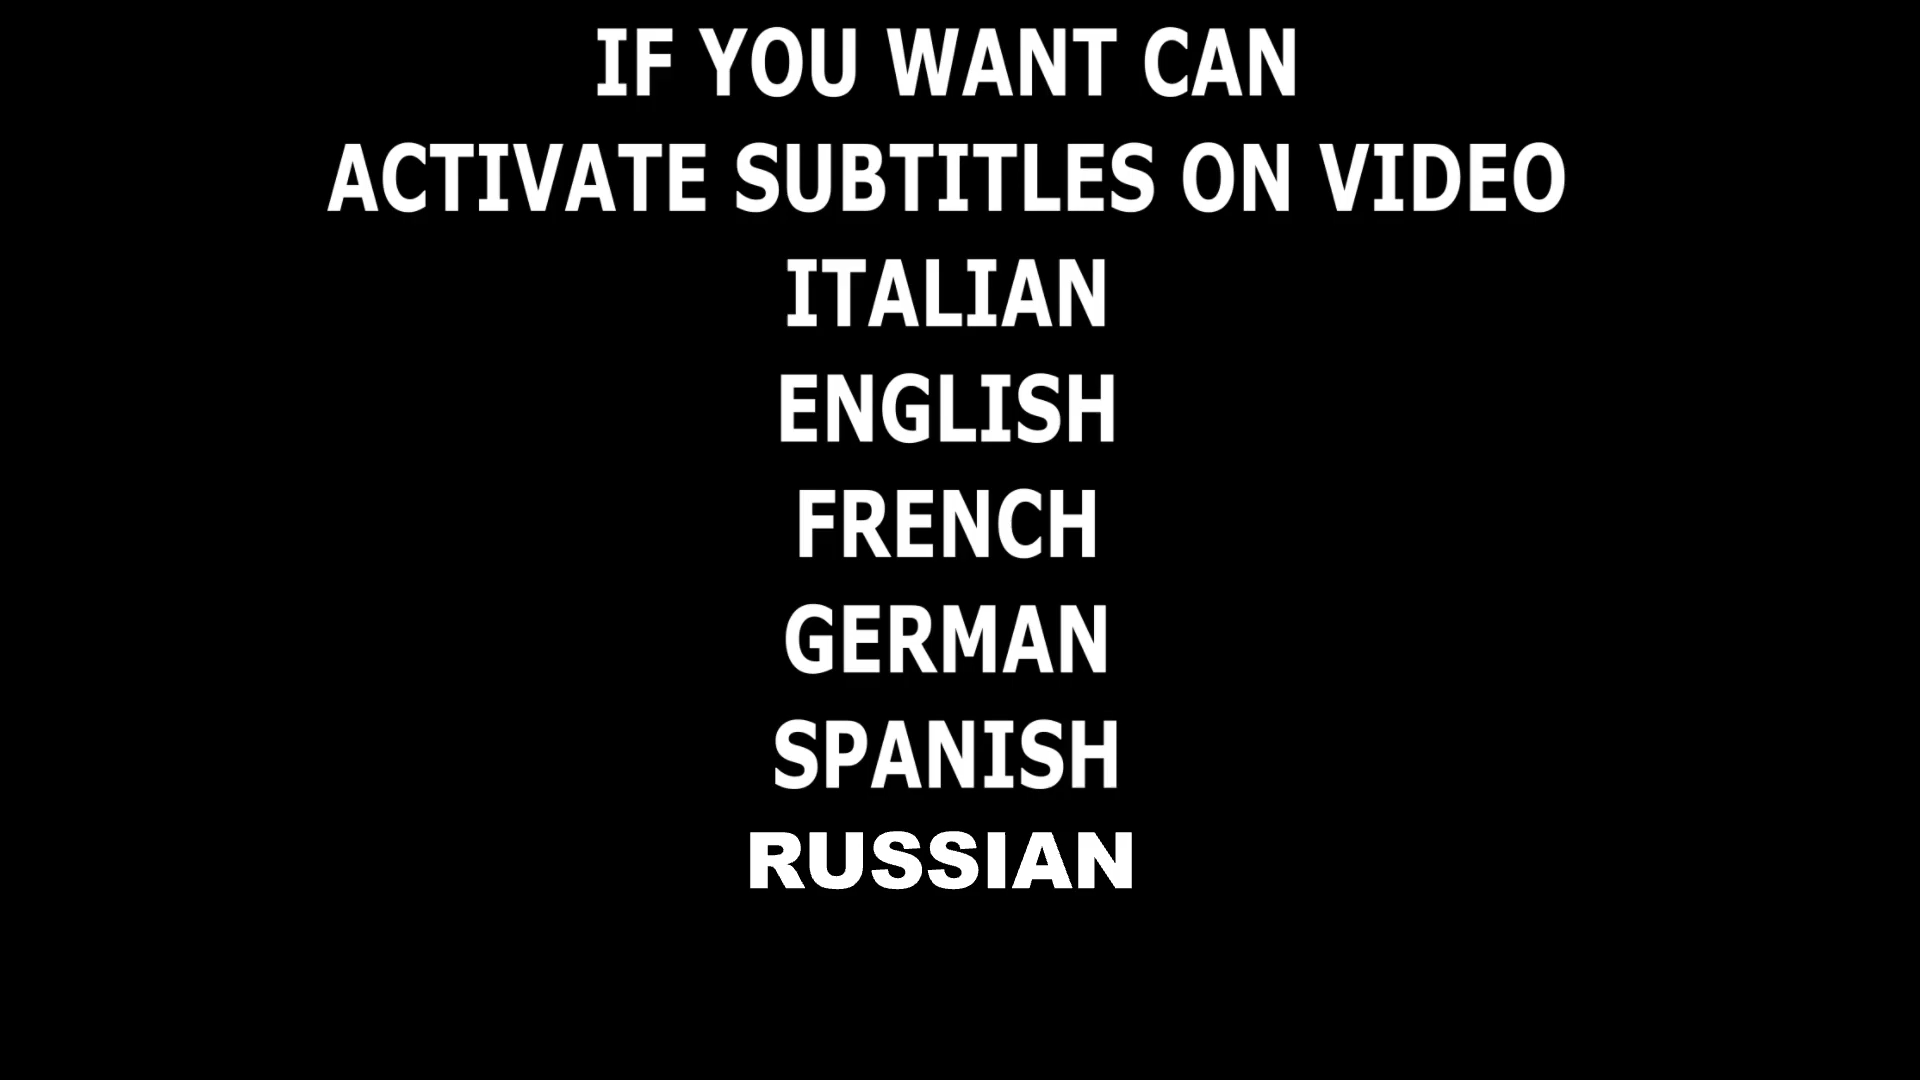 IF YOU WANT CAN
ACTIVATE SUBTITLES ON VIDEO
ITALIAN
ENGLISH
FRENCH
GERMAN
SPANISH
RUSSIAN